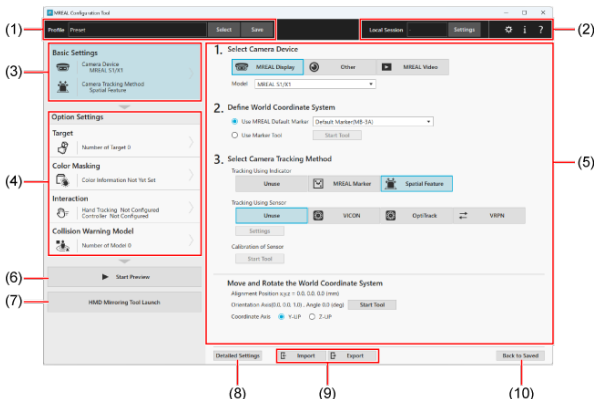 MREAL Configuration Tool
(1)
Profile Preset Select Save Local Session - Settings i ?
(2)
Basic Settings
(3)
Camera Device
MREAL S1/X1
Camera Tracking Method
Spatial Feature
Option Settings
(4)
Target
Number of Target 0
Color Masking
Color Information Not Yet Set
Interaction
Hand Tracking Not Configured
Controller Not Configured
Collision Warning Model
Number of Model 0
(6)
Start Preview
(7)
HMD Mirroring Tool Launch
1. Select Camera Device
MREAL Display Other MREAL Video
Model MREAL S1/X1
2. Define World Coordinate System
Use MREAL Default Marker Default Marker(MB-3A)
Use Marker Tool Start Tool
(5)
3. Select Camera Tracking Method
Tracking Using Indicator
Unuse MREAL Marker Spatial Feature
Tracking Using Sensor
Unuse VICON OptiTrack VRPN
Settings
Calibration of Sensor
Start Tool
Move and Rotate the World Coordinate System
Alignment Position x,y,z = 0.0, 0.0, 0.0 (mm)
Orientation Axis(0.0, 0.0, 1.0) , Angle 0.0 (deg) Start Tool
Coordinate Axis Y-UP Z-UP
Detailed Settings Import Export Back to Saved
(8) (9) (10)